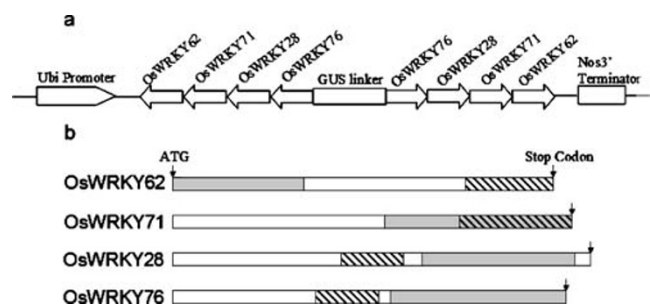 a
OsWRKY62 OsWRKY71 OsWRKY28 OsWRKY76 OsWRKY76 OsWRKY28 OsWRKY71 OsWRKY62
Ubi Promoter GUS linker Nos3'
Terminator
b
ATG Stop Codon
OsWRKY62
OsWRKY71
OsWRKY28
OsWRKY76